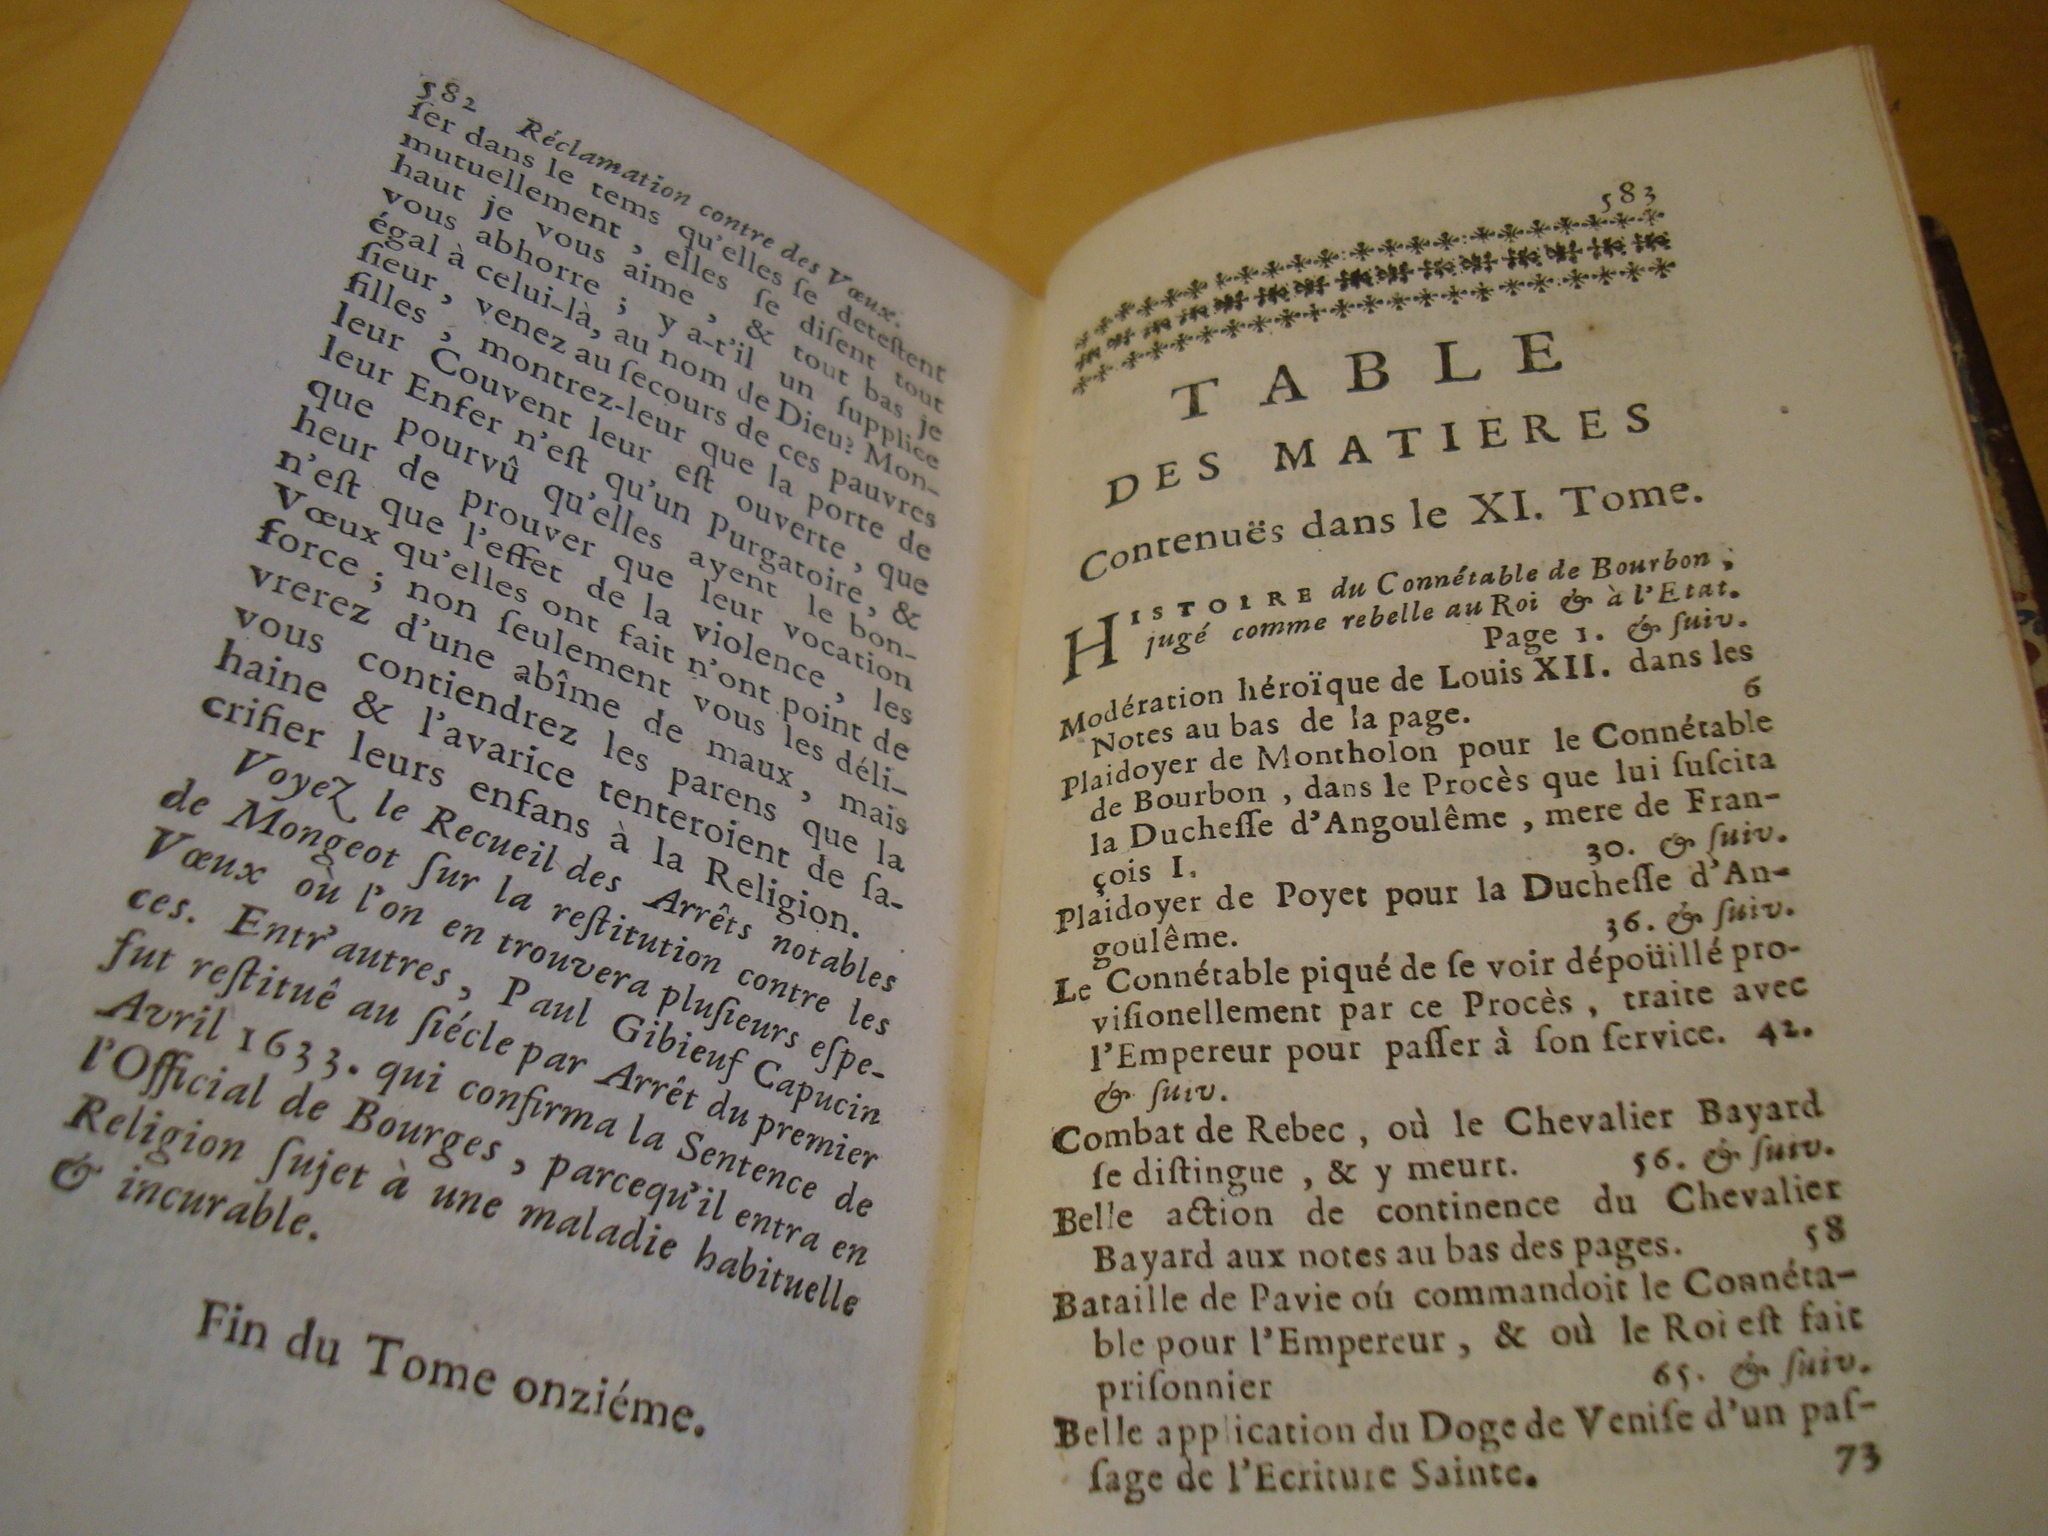 582 Réclamation contre des Vœux.
ſer dans le tems qu'elles ſe deteſtent
mutuellement, elles ſe diſent tout
haut je vous aime, & tout bas je
vous abhorre; y a-t'il un ſupplice
égal à celui-là, au nom de Dieu? Mon-
ſieur, venez au ſecours de ces pauvres
filles, montrez-leur que la porte de
leur Couvent leur eſt ouverte, que
leur Enfer n'eſt qu'un Purgatoire, &
que pourvû qu'elles ayent le bon-
heur de prouver que leur vocation
n'eſt que l'effet de la violence, les
Vœux qu'elles ont fait n'ont point de
force; non ſeulement vous les déli-
vrerez d'une abîme de maux, mais
vous contiendrez les parens que la
haine & l'avarice tenteroient de ſa-
crifier leurs enfans à la Religion.
Voyez le Recueil des Arrêts notables
de Mongeot ſur la reſtitution contre les
Vœux où l'on en trouvera pluſieurs eſpe-
ces. Entr'autres, Paul Gibieuf Capucin
fut reſtituê au ſiécle par Arrêt du premier
Avril 1633. qui confirma la Sentence de
l'Official de Bourges, parcequ'il entra en
Religion ſujet à une maladie habituelle
& incurable.
Fin du Tome onziéme.
583
TABLE
DES MATIERES
Contenuës dans le XI. Tome.
HISTOIRE du Connétable de Bourbon;
jugé comme rebelle au Roi & à l'Etat.
Page 1. & ſuiv.
Modération héroïque de Louis XII. dans les
Notes au bas de la page. 6
Plaidoyer de Montholon pour le Connétable
de Bourbon, dans le Procès que lui ſuſcita
la Ducheſſe d'Angoulême, mere de Fran-
çois I. 30. & ſuiv.
Plaidoyer de Poyet pour la Ducheſſe d'An-
goulême. 36. & ſuiv.
Le Connétable piqué de ſe voir dépoüillé pro-
viſionellement par ce Procès, traite avec
l'Empereur pour paſſer à ſon ſervice. 42.
& ſuiv.
Combat de Rebec, où le Chevalier Bayard
ſe diſtingue, & y meurt. 56. & ſuiv.
Belle action de continence du Chevalier
Bayard aux notes au bas des pages. 58
Bataille de Pavie oú commandoit le Connéta-
ble pour l'Empereur, & où le Roi eſt fait
priſonnier 65. & ſuiv.
Belle application du Doge de Veniſe d'un paſ-
ſage de l'Ecriture Sainte. 73